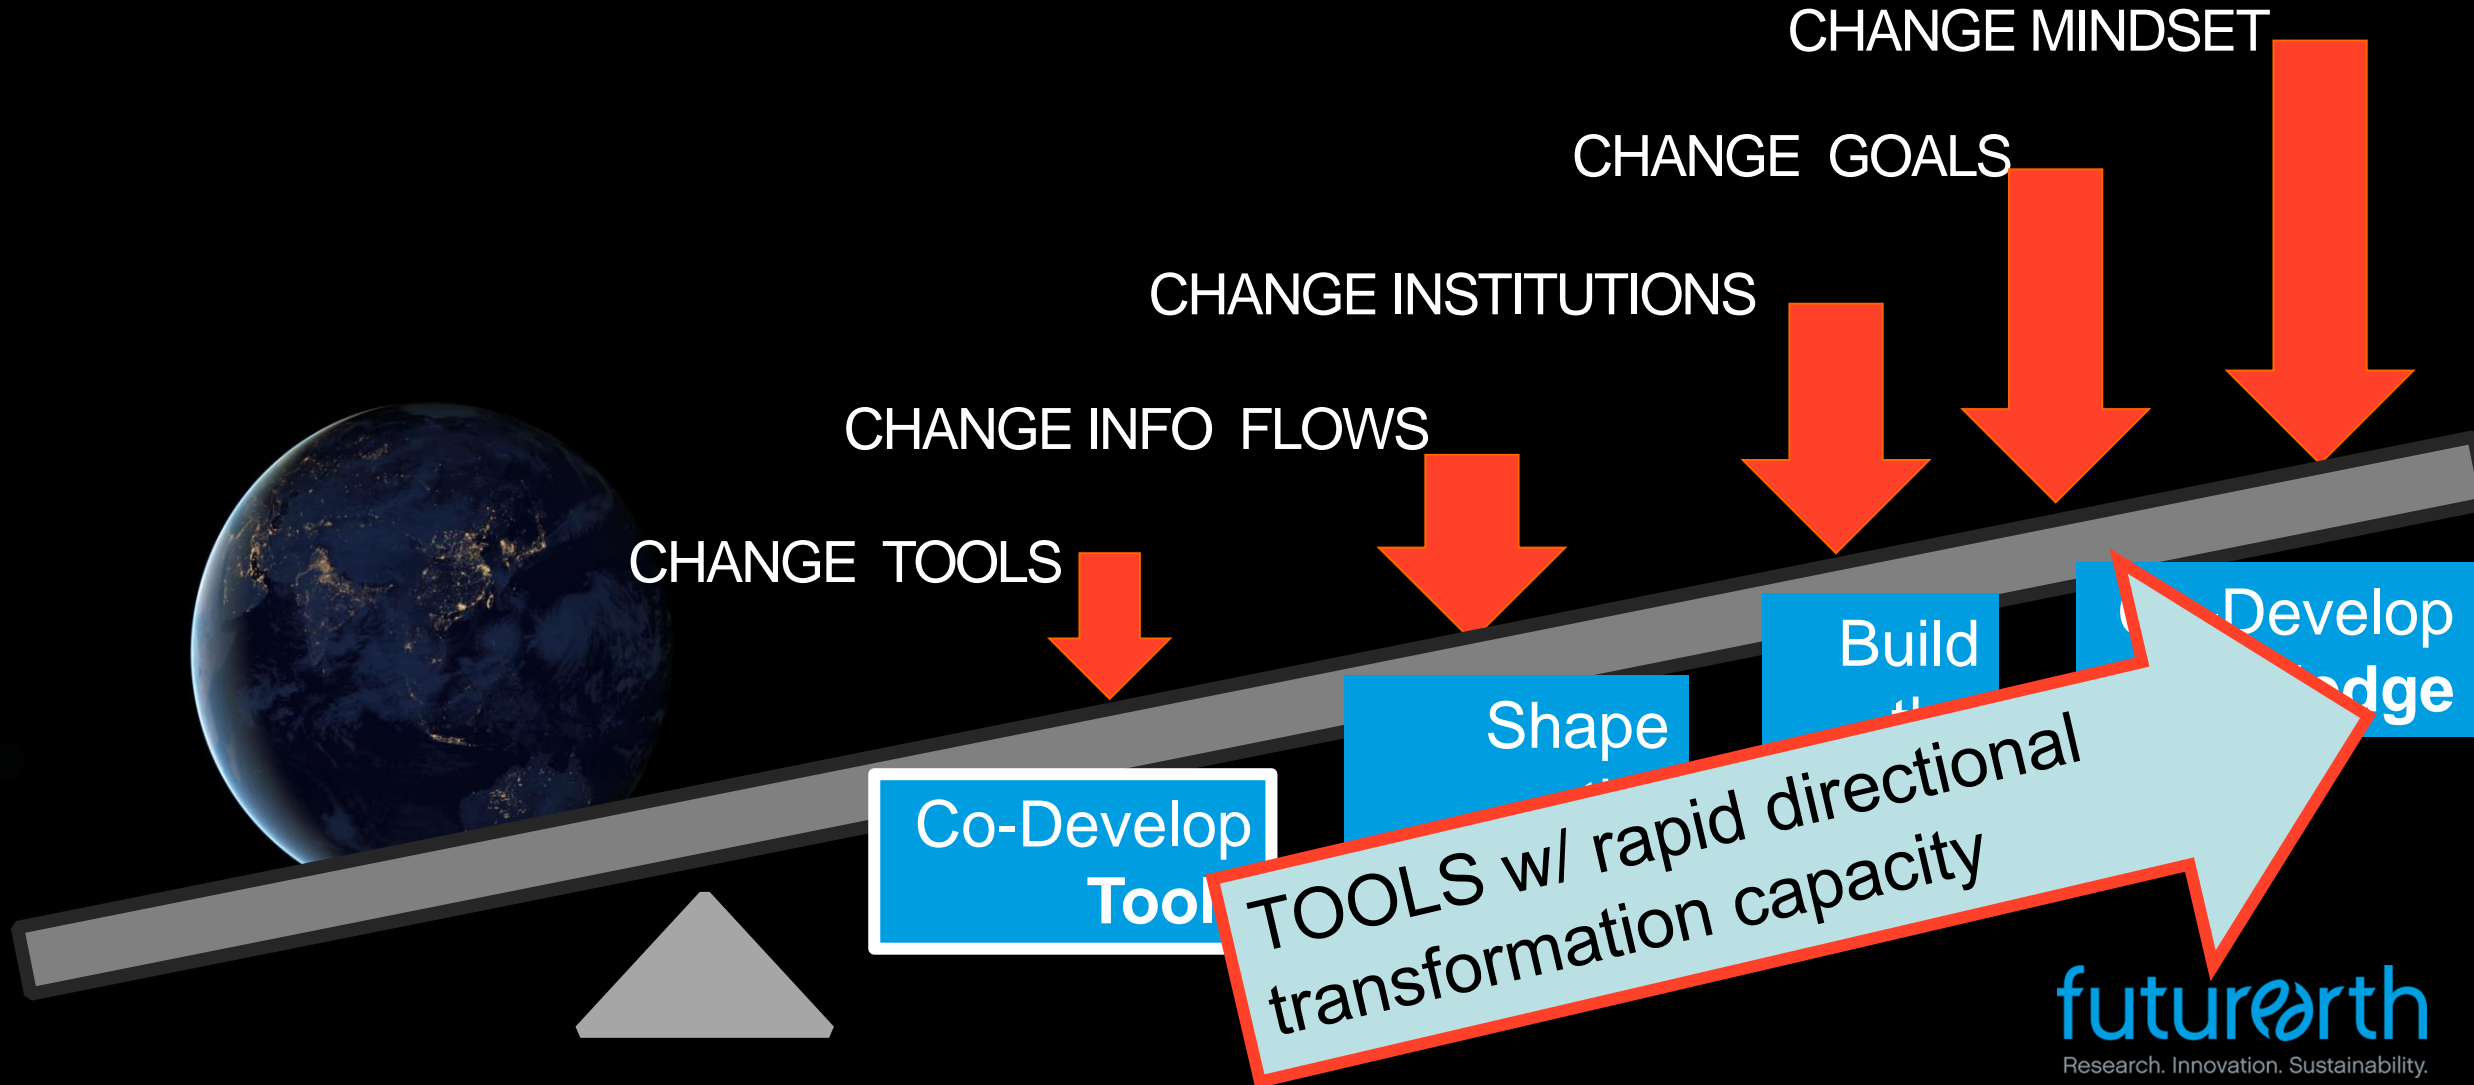 CHANGE MINDSET
CHANGE GOALS
CHANGE INSTITUTIONS
CHANGE INFO FLOWS
CHANGE TOOLS
Build
-Develop
Shape
Co-Develop
TOOLS w/ rapid directional
transformation capacity
futurearth
Research. Innovation. Sustainability.